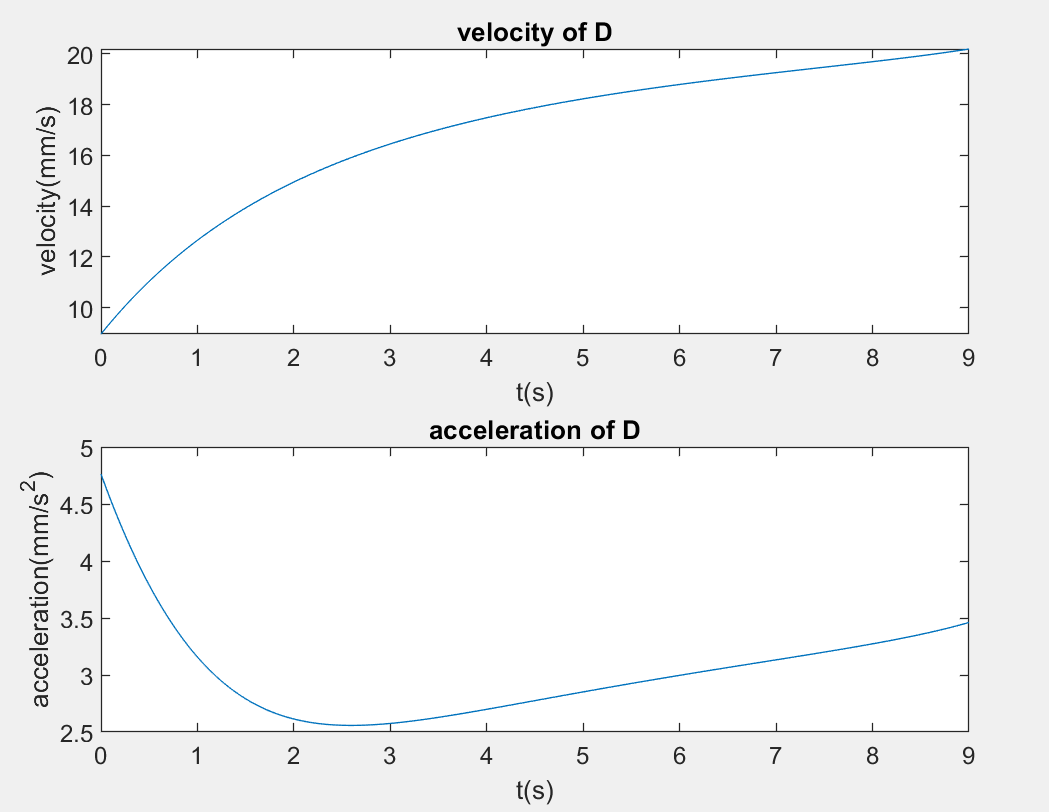 velocity of D
velocity(mm/s)
20
18
16
14
12
10
0 1 2 3 4 5 6 7 8 9
t(s)
acceleration of D
acceleration(mm/s²)
5
4.5
4
3.5
3
2.5
0 1 2 3 4 5 6 7 8 9
t(s)